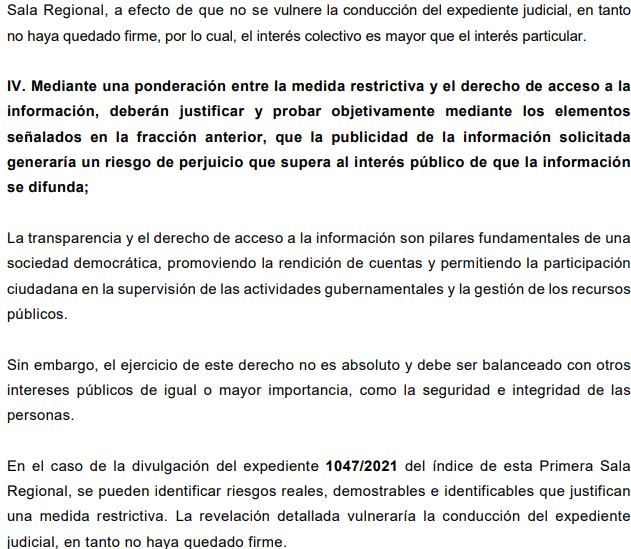 Sala Regional, a efecto de que no se vulnere la conducción del expediente judicial, en tanto
no haya quedado firme, por lo cual, el interés colectivo es mayor que el interés particular.
IV. Mediante una ponderación entre la medida restrictiva y el derecho de acceso a la
información, deberán justificar y probar objetivamente mediante los elementos
señalados en la fracción anterior, que la publicidad de la información solicitada
generaría un riesgo de perjuicio que supera al interés público de que la información
se difunda;
La transparencia y el derecho de acceso a la información son pilares fundamentales de una
sociedad democrática, promoviendo la rendición de cuentas y permitiendo la participación
ciudadana en la supervisión de las actividades gubernamentales y la gestión de los recursos
públicos.
Sin embargo, el ejercicio de este derecho no es absoluto y debe ser balanceado con otros
intereses públicos de igual o mayor importancia, como la seguridad e integridad de las
personas.
En el caso de la divulgación del expediente 1047/2021 del índice de esta Primera Sala
Regional, se pueden identificar riesgos reales, demostrables e identificables que justifican
una medida restrictiva. La revelación detallada vulneraría la conducción del expediente
judicial, en tanto no haya quedado firme.